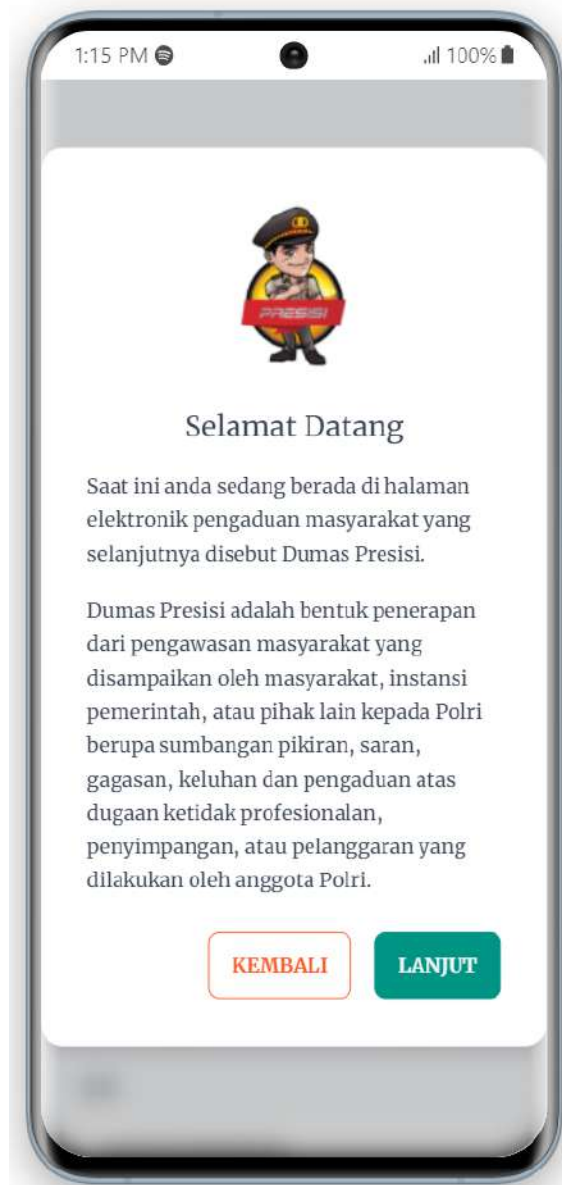 1:15 PM
100%
PRESISI
Selamat Datang
Saat ini anda sedang berada di halaman
elektronik pengaduan masyarakat yang
selanjutnya disebut Dumas Presisi.
Dumas Presisi adalah bentuk penerapan
dari pengawasan masyarakat yang
disampaikan oleh masyarakat, instansi
pemerintah, atau pihak lain kepada Polri
berupa sumbangan pikiran, saran,
gagasan, keluhan dan pengaduan atas
dugaan ketidak profesionalan,
penyimpangan, atau pelanggaran yang
dilakukan oleh anggota Polri.
KEMBALI
LANJUT